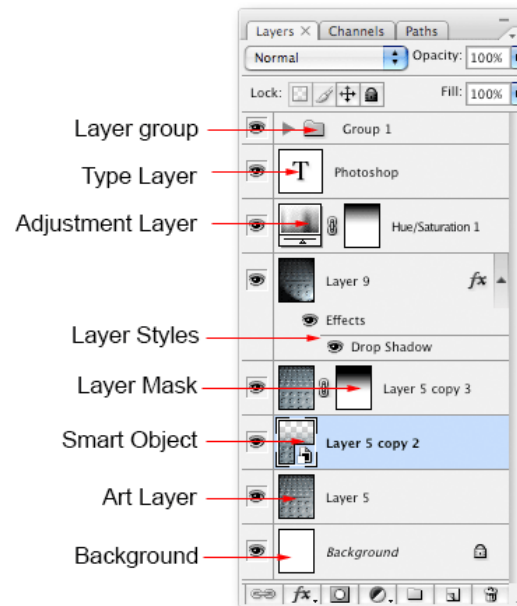 Layers × Channels Paths
Normal Opacity: 100%
Lock: Fill: 100%
Layer group Group 1
Type Layer T Photoshop
Adjustment Layer Hue/Saturation 1
Layer 9 fx
Effects
Layer Styles Drop Shadow
Layer Mask Layer 5 copy 3
Smart Object Layer 5 copy 2
Art Layer Layer 5
Background Background
fx.